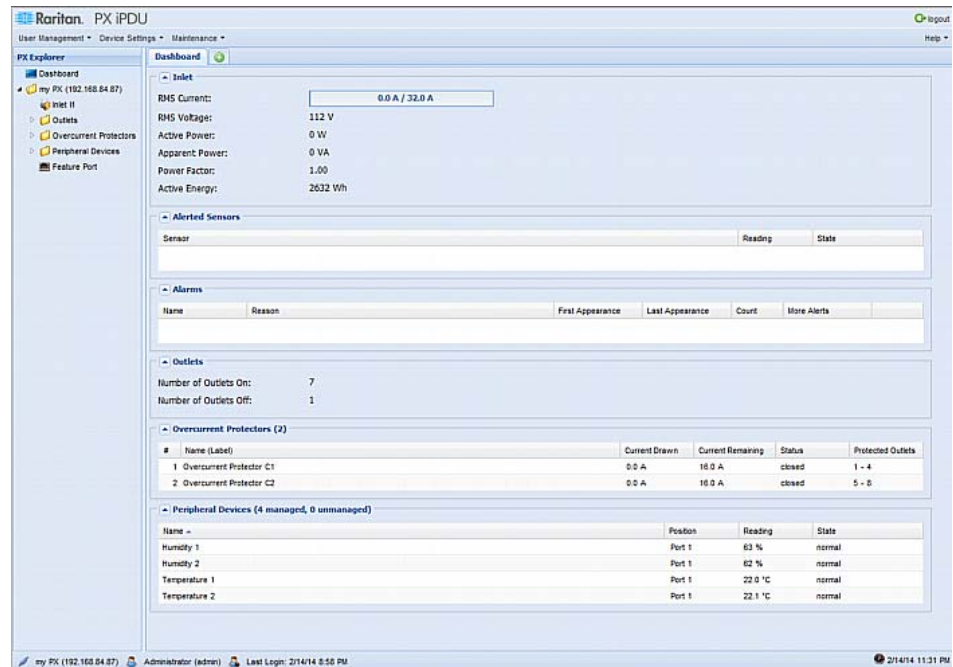 Raritan. PX iPDU
logout
User Management Device Settings Maintenance Help
PX Explorer
Dashboard
my PX (192.168.84.87)
Inlet I1
Outlets
Overcurrent Protectors
Peripheral Devices
Feature Port
Dashboard
Inlet
RMS Current: 0.0 A / 32.0 A
RMS Voltage: 112 V
Active Power: 0 W
Apparent Power: 0 VA
Power Factor: 1.00
Active Energy: 2632 Wh
Alerted Sensors
Sensor Reading State
Alarms
Name Reason First Appearance Last Appearance Count More Alerts
Outlets
Number of Outlets On: 7
Number of Outlets Off: 1
Overcurrent Protectors (2)
# Name (Label) Current Drawn Current Remaining Status Protected Outlets
1 Overcurrent Protector C1 0.0 A 16.0 A closed 1 - 4
2 Overcurrent Protector C2 0.0 A 16.0 A closed 5 - 8
Peripheral Devices (4 managed, 0 unmanaged)
Name Position Reading State
Humidity 1 Port 1 63 % normal
Humidity 2 Port 1 62 % normal
Temperature 1 Port 1 22.0 °C normal
Temperature 2 Port 1 22.1 °C normal
my PX (192.168.84.87) Administrator (admin) Last Login: 2/14/14 8:58 PM 2/14/14 11:31 PM